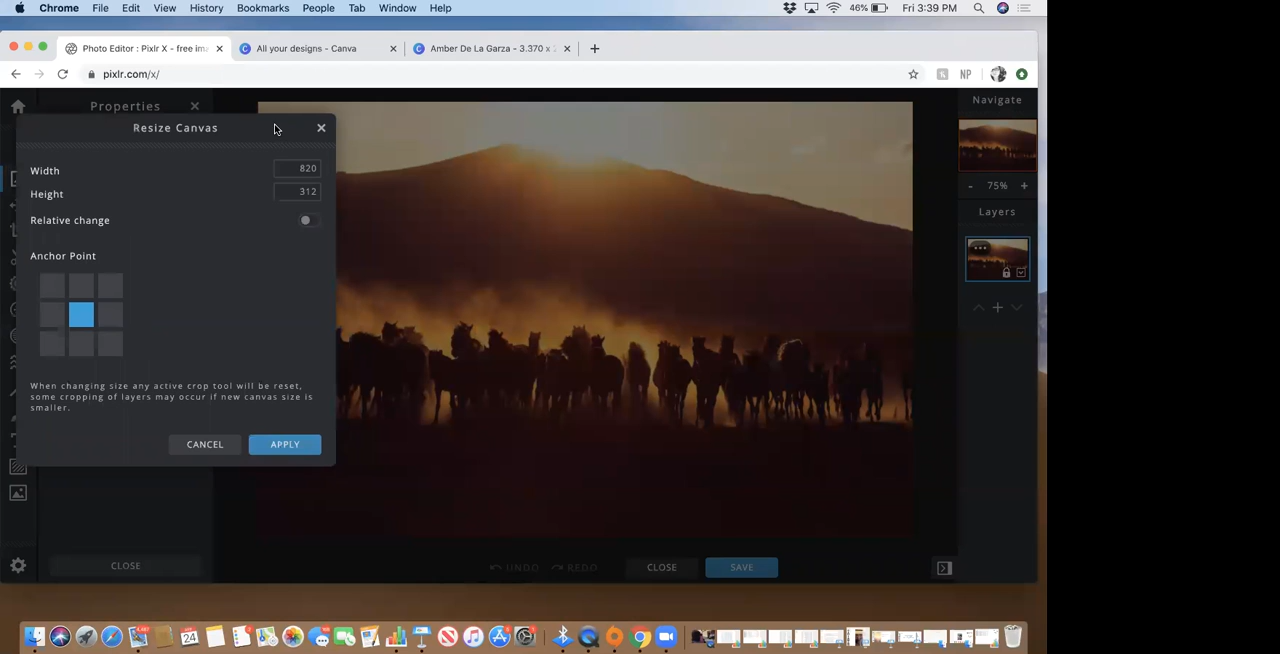 Chrome File Edit View History Bookmarks People Tab Window Help 46% Fri 3:39 PM
Photo Editor : Pixlr X - free ima All your designs - Canva Amber De La Garza - 3.370 x
pixlr.com/x/ NP
Properties
Navigate
Resize Canvas
Width 820
Height 312
Relative change
75%
Layers
Anchor Point
When changing size any active crop tool will be reset,
some cropping of layers may occur if new canvas size is
smaller.
CANCEL APPLY
CLOSE UNDO REDO CLOSE SAVE
24